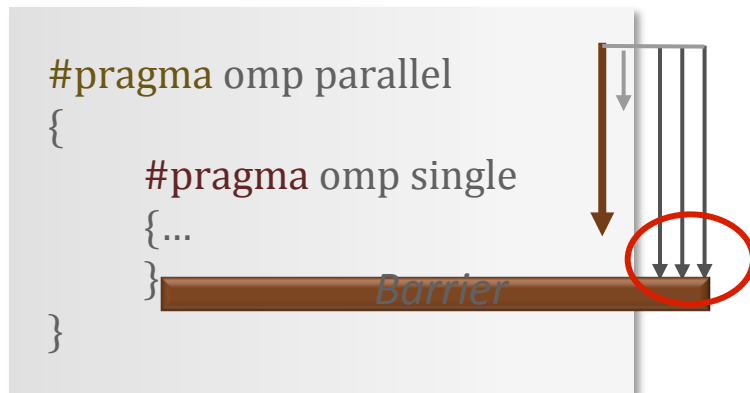 #pragma omp parallel
{
#pragma omp single
{...
}
Barrier
}